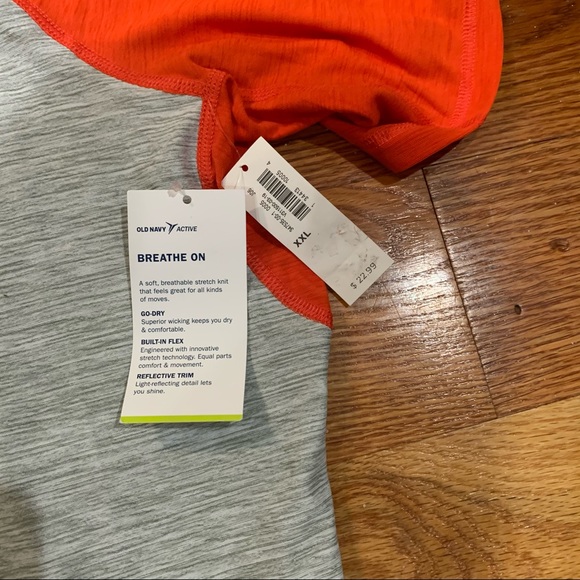 OLD NAVY ACTIVE
BREATHE ON
A soft, breathable stretch knit
that feels great for all kinds
of moves.
GO-DRY
Superior wicking keeps you dry
& comfortable.
BUILT-IN FLEX
Engineered with innovative
stretch technology. Equal parts
comfort & movement.
REFLECTIVE TRIM
Light-reflecting detail lets
you shine.
XXL
$ 22.99